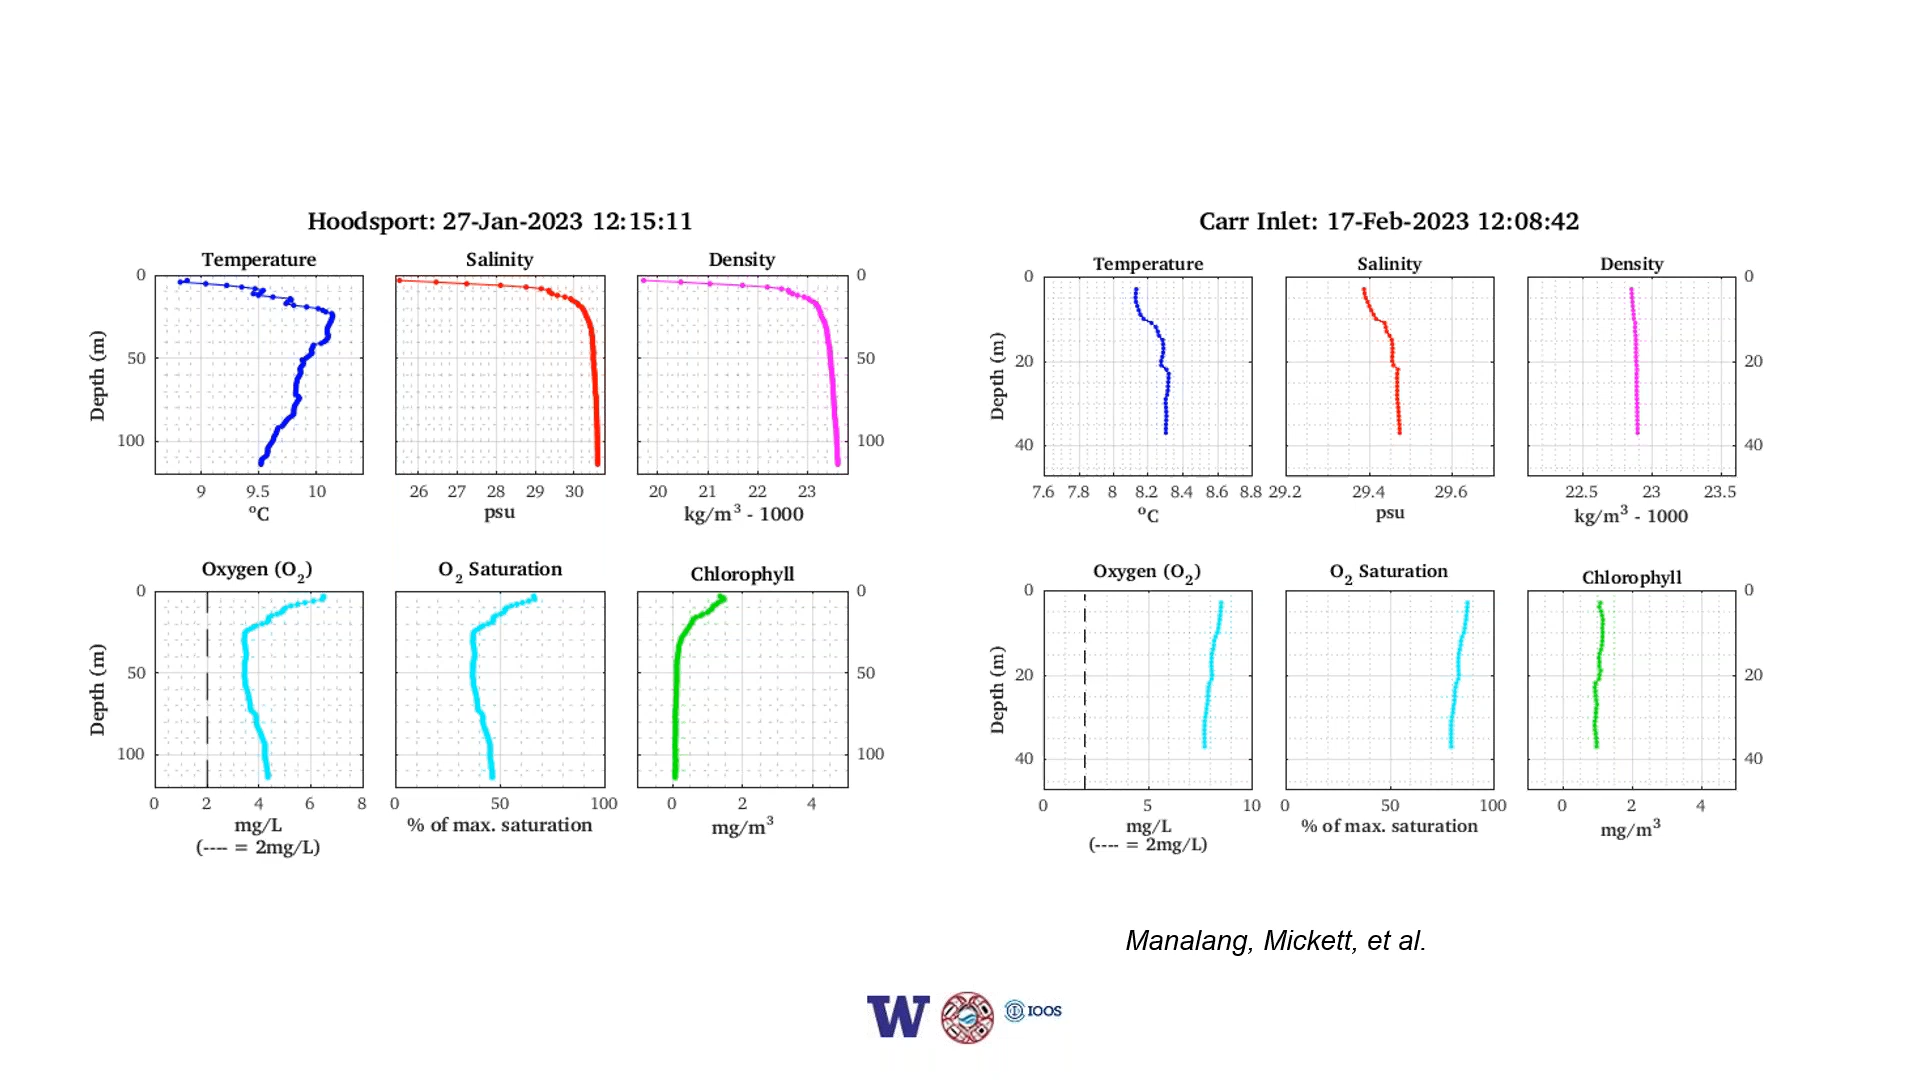 Hoodsport: 27-Jan-2023 12:15:11
Temperature
Salinity
Density
0
50
100
Depth (m)
0
50
100
9 9.5 10
26 27 28 29 30
20 21 22 23
ºC
psu
kg/m3 - 1000
Oxygen (O2)
O2 Saturation
Chlorophyll
0
50
100
Depth (m)
0
50
100
0 2 4 6 8
0 50 100
0 2 4
mg/L
(---- = 2mg/L)
% of max. saturation
mg/m3
Carr Inlet: 17-Feb-2023 12:08:42
Temperature
Salinity
Density
0
20
40
Depth (m)
0
20
40
7.6 7.8 8 8.2 8.4 8.6 8.8
29.2 29.4 29.6
22.5 23 23.5
ºC
psu
kg/m3 - 1000
Oxygen (O2)
O2 Saturation
Chlorophyll
0
20
40
Depth (m)
0
20
40
0 5 10
0 50 100
0 2 4
mg/L
(---- = 2mg/L)
% of max. saturation
mg/m3
Manalang, Mickett, et al.
W
IOOS